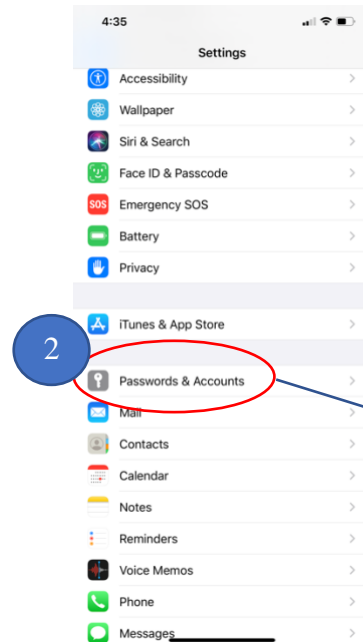 4:35
Settings
Accessibility
Wallpaper
Siri & Search
Face ID & Passcode
SOS Emergency SOS
Battery
Privacy
iTunes & App Store
2
Passwords & Accounts
Mail
Contacts
Calendar
Notes
Reminders
Voice Memos
Phone
Messages